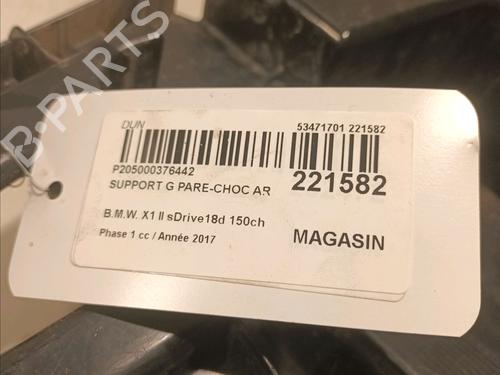 B-PARTS
DUN
53471701 221582
P205000376442
SUPPORT G PARE-CHOC AR
221582
B.M.W. X1 II sDrive18d 150ch
Phase 1 cc / Année 2017
MAGASIN